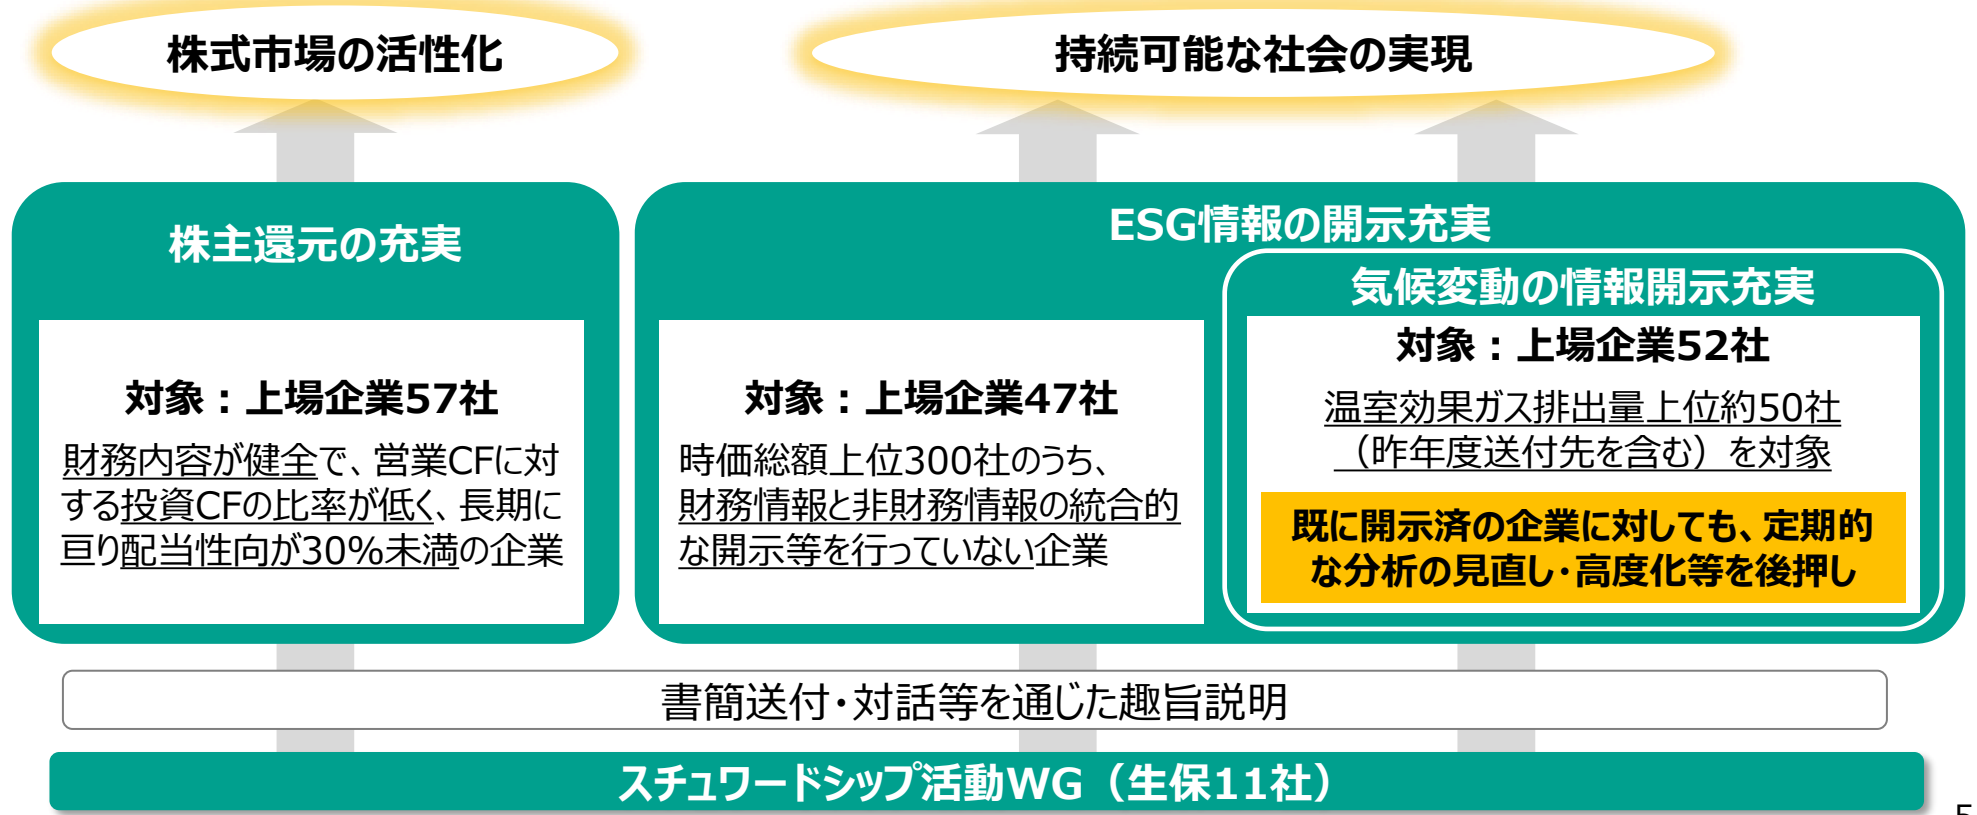 株式市場の活性化
持続可能な社会の実現
株主還元の充実
対象：上場企業57社
財務内容が健全で、営業CFに対
する投資CFの比率が低く、長期に
亘り配当性向が30%未満の企業
ESG情報の開示充実
対象：上場企業47社
時価総額上位300社のうち、
財務情報と非財務情報の統合的
な開示等を行っていない企業
気候変動の情報開示充実
対象：上場企業52社
温室効果ガス排出量上位約50社
（昨年度送付先を含む）を対象
既に開示済の企業に対しても、定期的
な分析の見直し・高度化等を後押し
書簡送付・対話等を通じた趣旨説明
スチュワードシップ活動WG（生保11社）